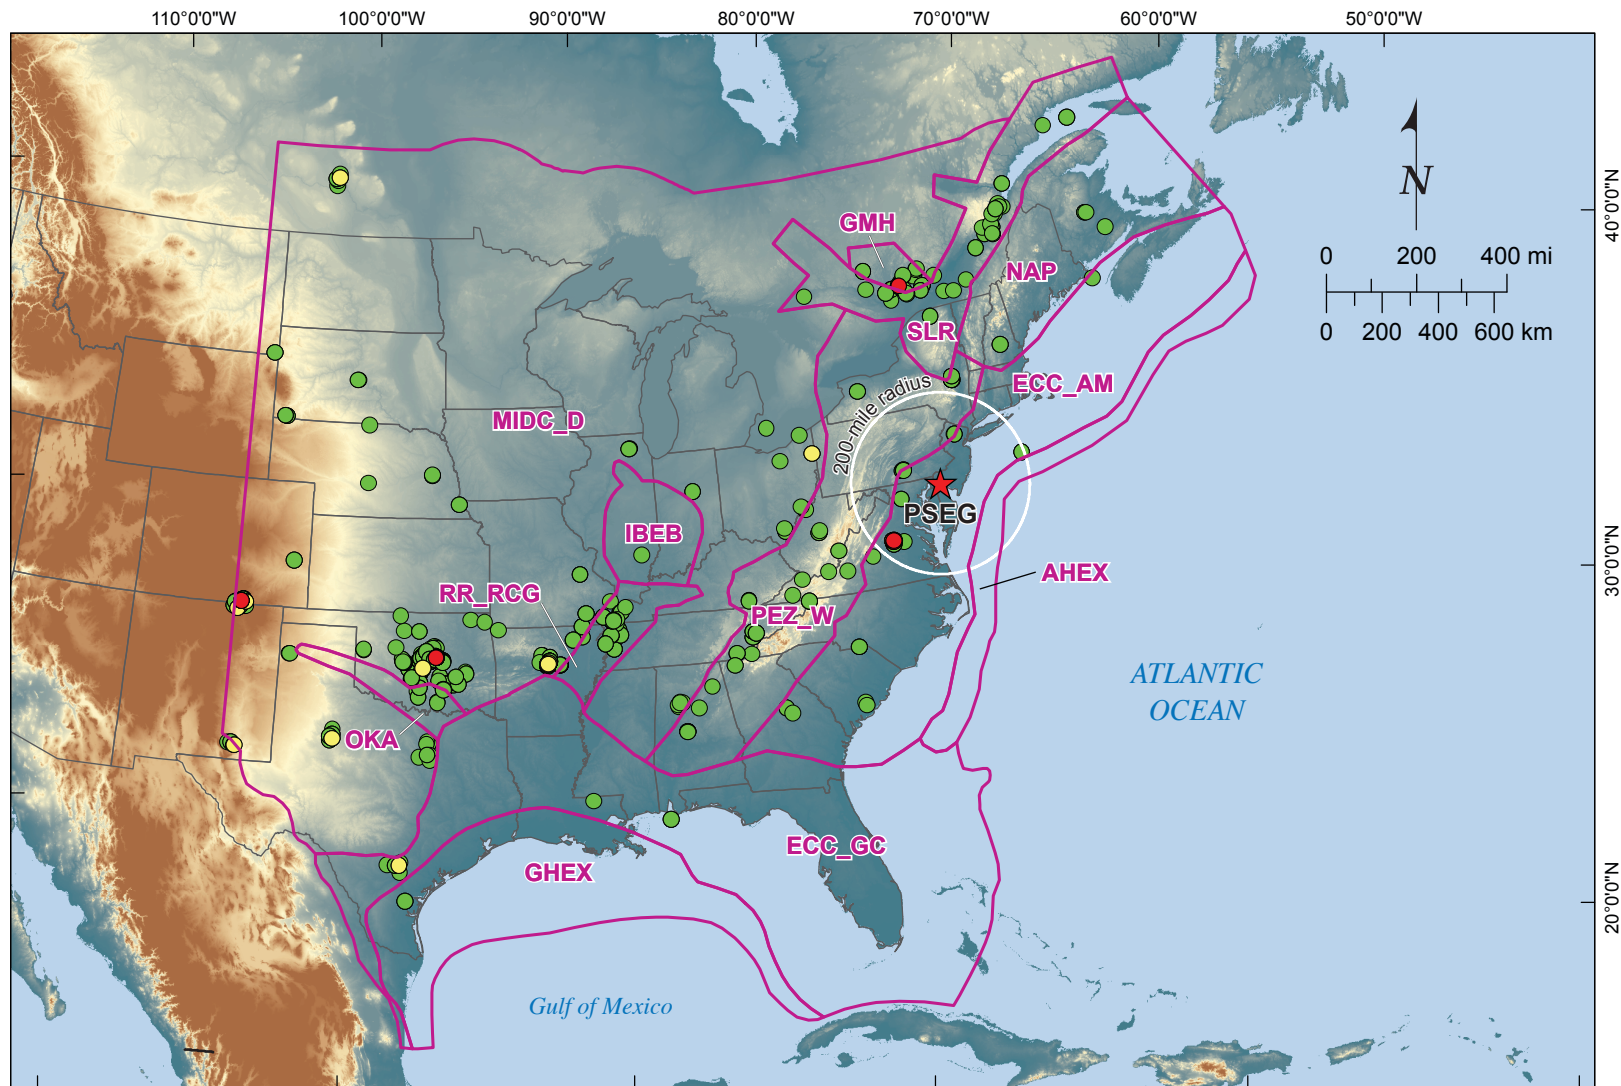 110°0'0"W 100°0'0"W 90°0'0"W 80°0'0"W 70°0'0"W 60°0'0"W 50°0'0"W
40°0'0"N
30°0'0"N
20°0'0"N
N
0 200 400 mi
0 200 400 600 km
GMH
NAP
SLR
ECC_AM
200-mile radius
MIDC_D
PSEG
IBEB
AHEX
RR_RCG
PEZ_W
ATLANTIC
OCEAN
OKA
ECC_GC
GHEX
Gulf of Mexico